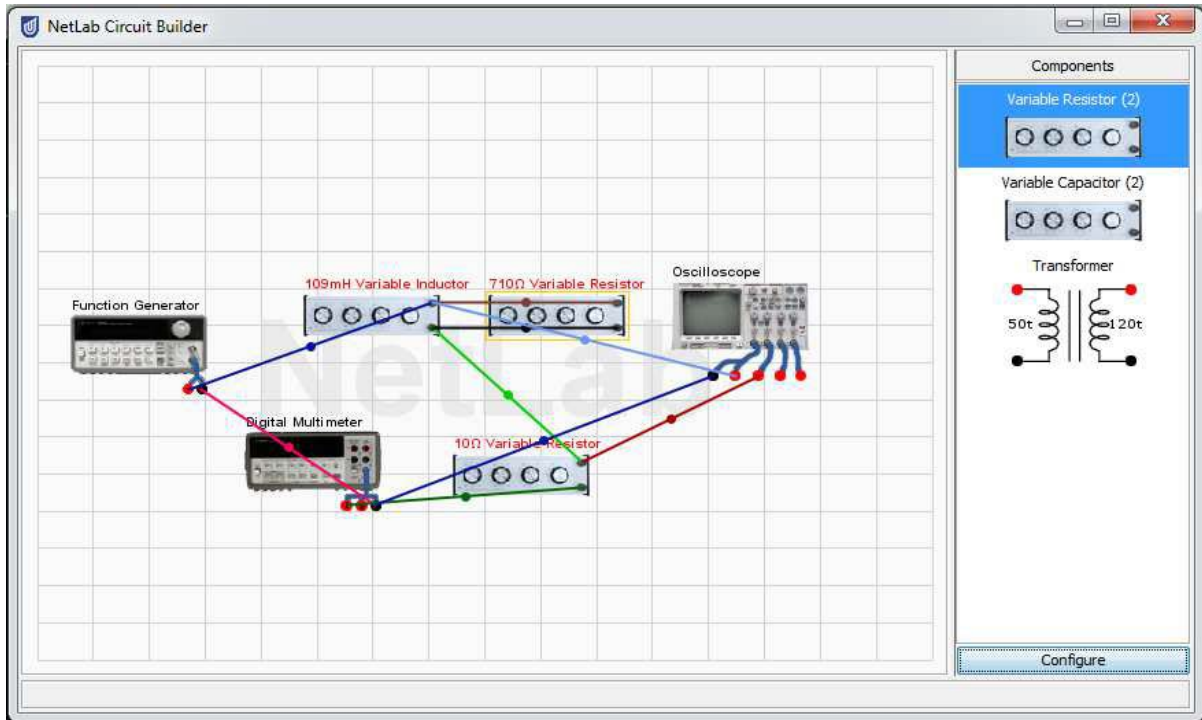 NetLab Circuit Builder
Components
Variable Resistor (2)
Variable Capacitor (2)
Transformer
50t
120t
Configure
109mH Variable Inductor
710Ω Variable Resistor
Oscilloscope
Function Generator
NetLab
Digital Multimeter
10Ω Variable Resistor